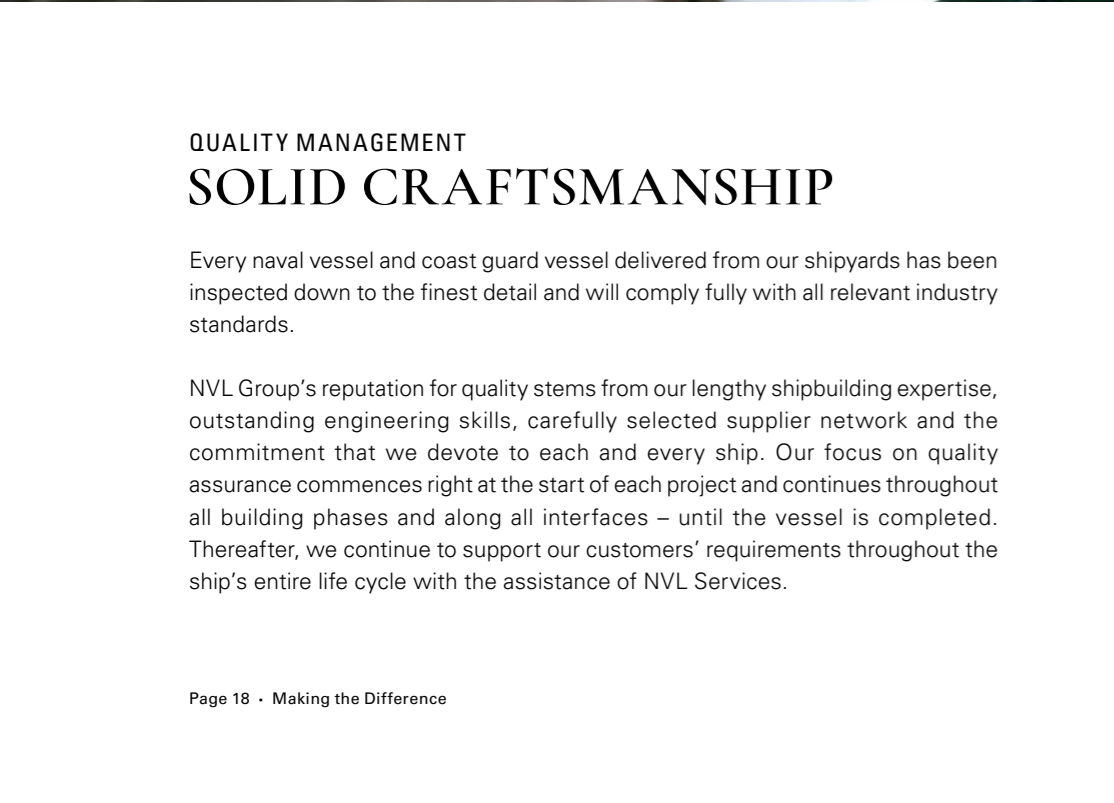 QUALITY MANAGEMENT
SOLID CRAFTSMANSHIP
Every naval vessel and coast guard vessel delivered from our shipyards has been
inspected down to the finest detail and will comply fully with all relevant industry
standards.
NVL Group’s reputation for quality stems from our lengthy shipbuilding expertise,
outstanding engineering skills, carefully selected supplier network and the
commitment that we devote to each and every ship. Our focus on quality
assurance commences right at the start of each project and continues throughout
all building phases and along all interfaces – until the vessel is completed.
Thereafter, we continue to support our customers’ requirements throughout the
ship’s entire life cycle with the assistance of NVL Services.
Page 18 • Making the Difference